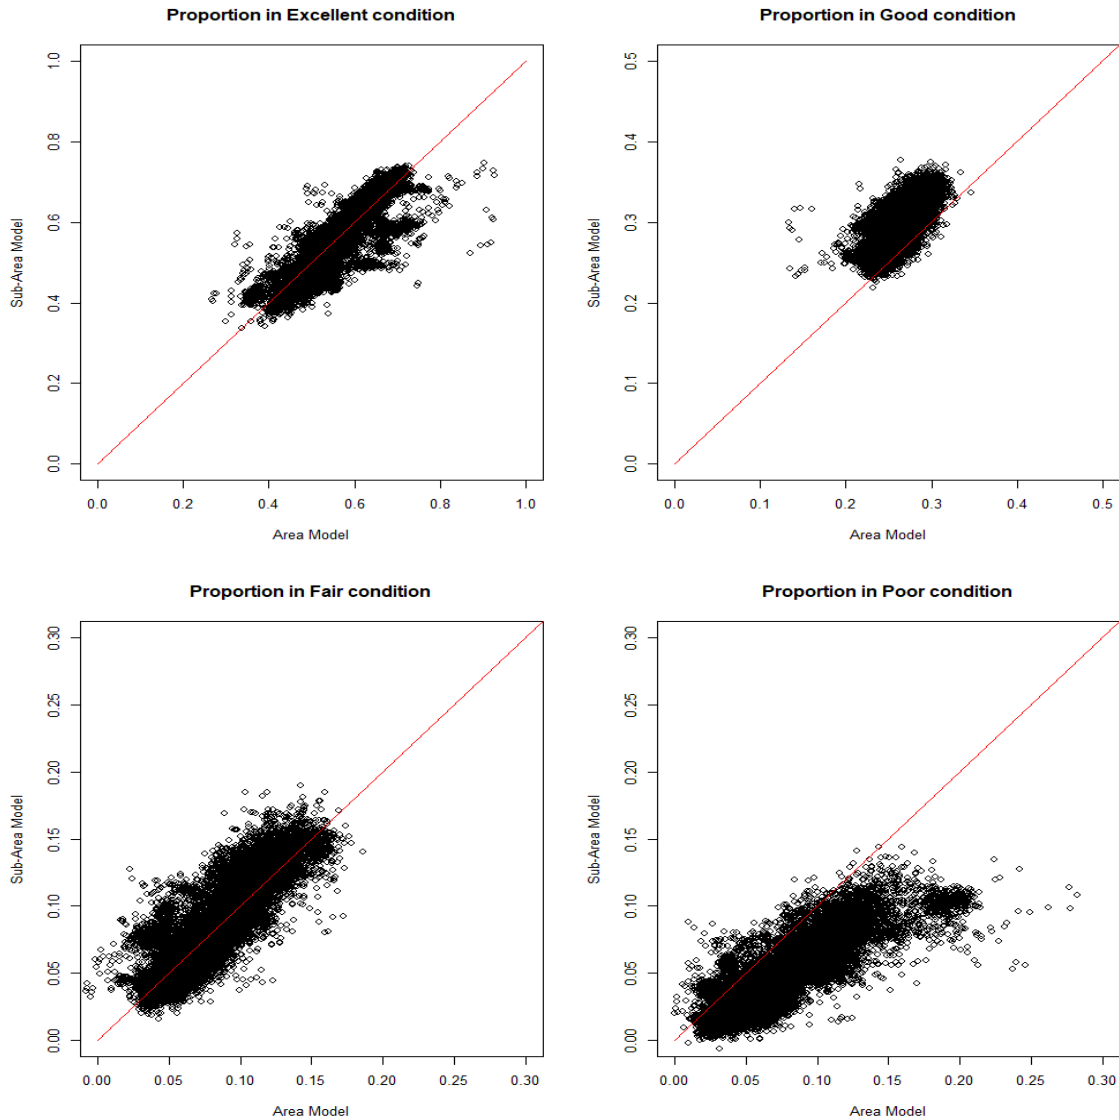 Proportion in Excellent condition
Sub-Area Model
1.0
0.8
0.6
0.4
0.2
0.0
0.0 0.2 0.4 0.6 0.8 1.0
Area Model
Proportion in Good condition
Sub-Area Model
0.5
0.4
0.3
0.2
0.1
0.0
0.0 0.1 0.2 0.3 0.4 0.5
Area Model
Proportion in Fair condition
Sub-Area Model
0.30
0.25
0.20
0.15
0.10
0.05
0.00
0.00 0.05 0.10 0.15 0.20 0.25 0.30
Area Model
Proportion in Poor condition
Sub-Area Model
0.30
0.25
0.20
0.15
0.10
0.05
0.00
0.00 0.05 0.10 0.15 0.20 0.25 0.30
Area Model